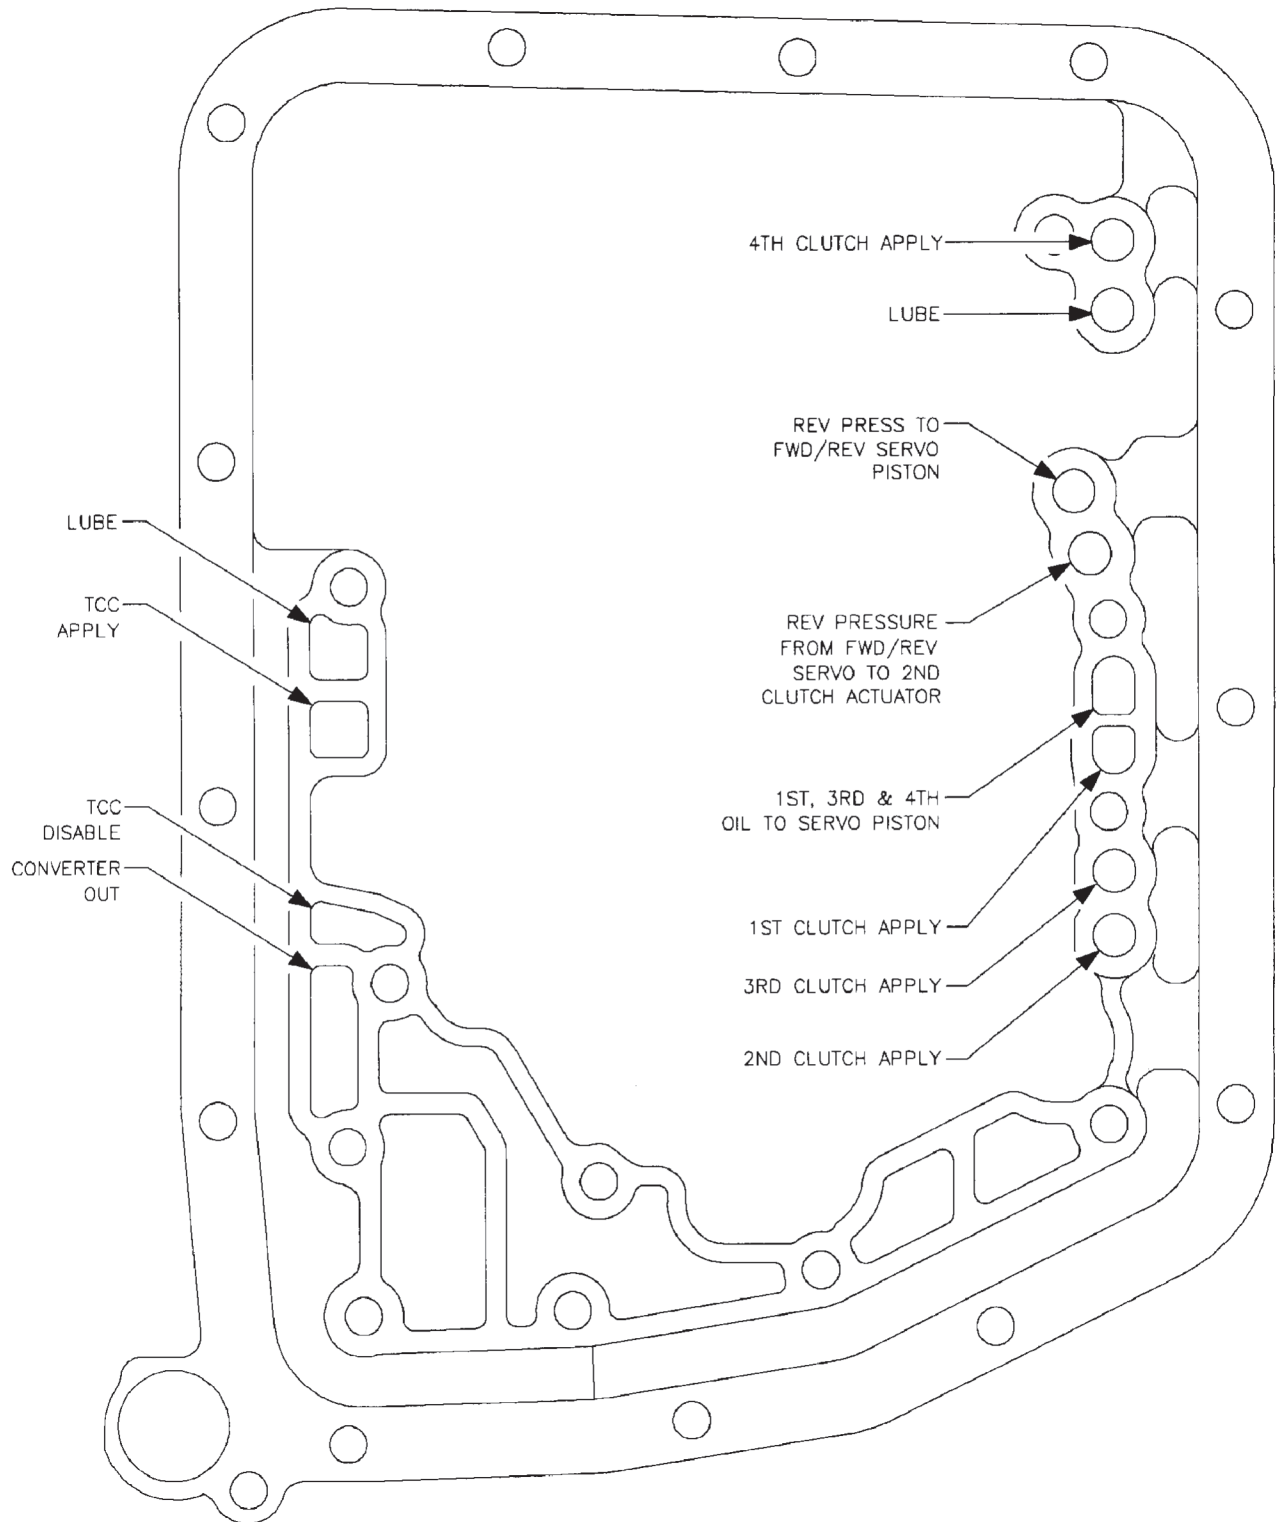 4TH CLUTCH APPLY
LUBE
REV PRESS TO
FWD/REV SERVO
PISTON
LUBE
TCC
APPLY
REV PRESSURE
FROM FWD/REV
SERVO TO 2ND
CLUTCH ACTUATOR
TCC
DISABLE
1ST, 3RD & 4TH
OIL TO SERVO PISTON
CONVERTER
OUT
1ST CLUTCH APPLY
3RD CLUTCH APPLY
2ND CLUTCH APPLY